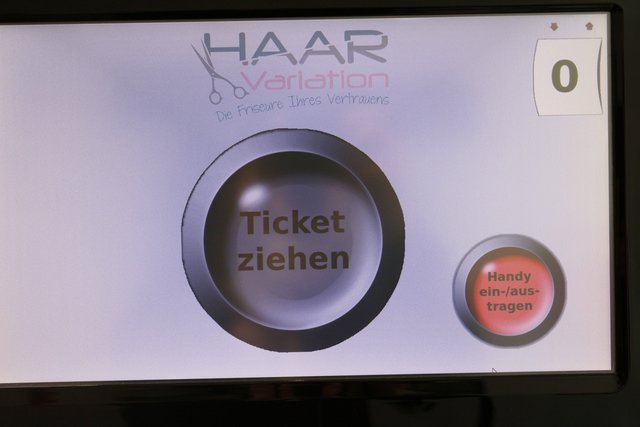 HAAR
Variation
Die Friseure Ihres Vertrauens
0
Ticket
ziehen
Handy
ein-/aus-
tragen